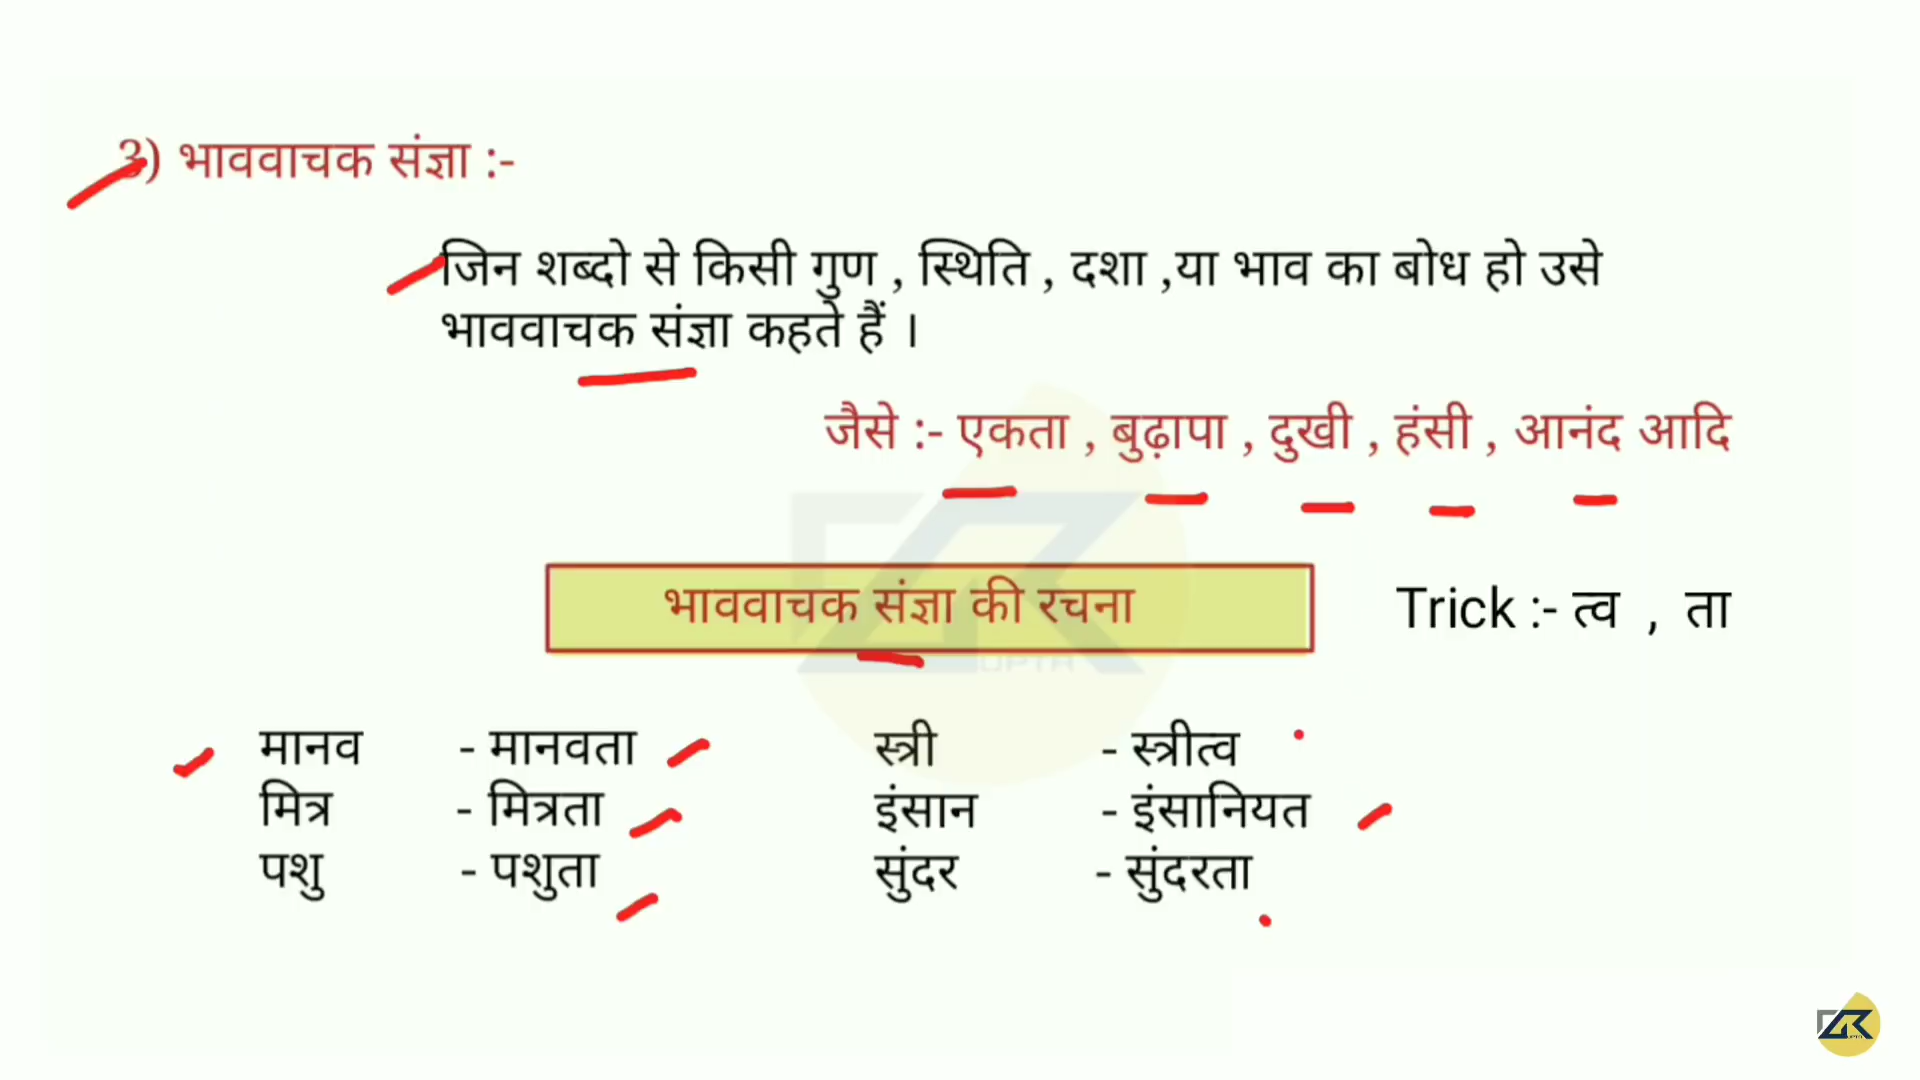 3) भाववाचक संज्ञा :-
जिन शब्दो से किसी गुण , स्थिति , दशा ,या भाव का बोध हो उसे
भाववाचक संज्ञा कहते हैं ।
जैसे :- एकता , बुढ़ापा , दुखी , हंसी , आनंद आदि
भाववाचक संज्ञा की रचना
Trick :- त्व , ता
मानव - मानवता स्त्री - स्त्रीत्व
मित्र - मित्रता इंसान - इंसानियत
पशु - पशुता सुंदर - सुंदरता